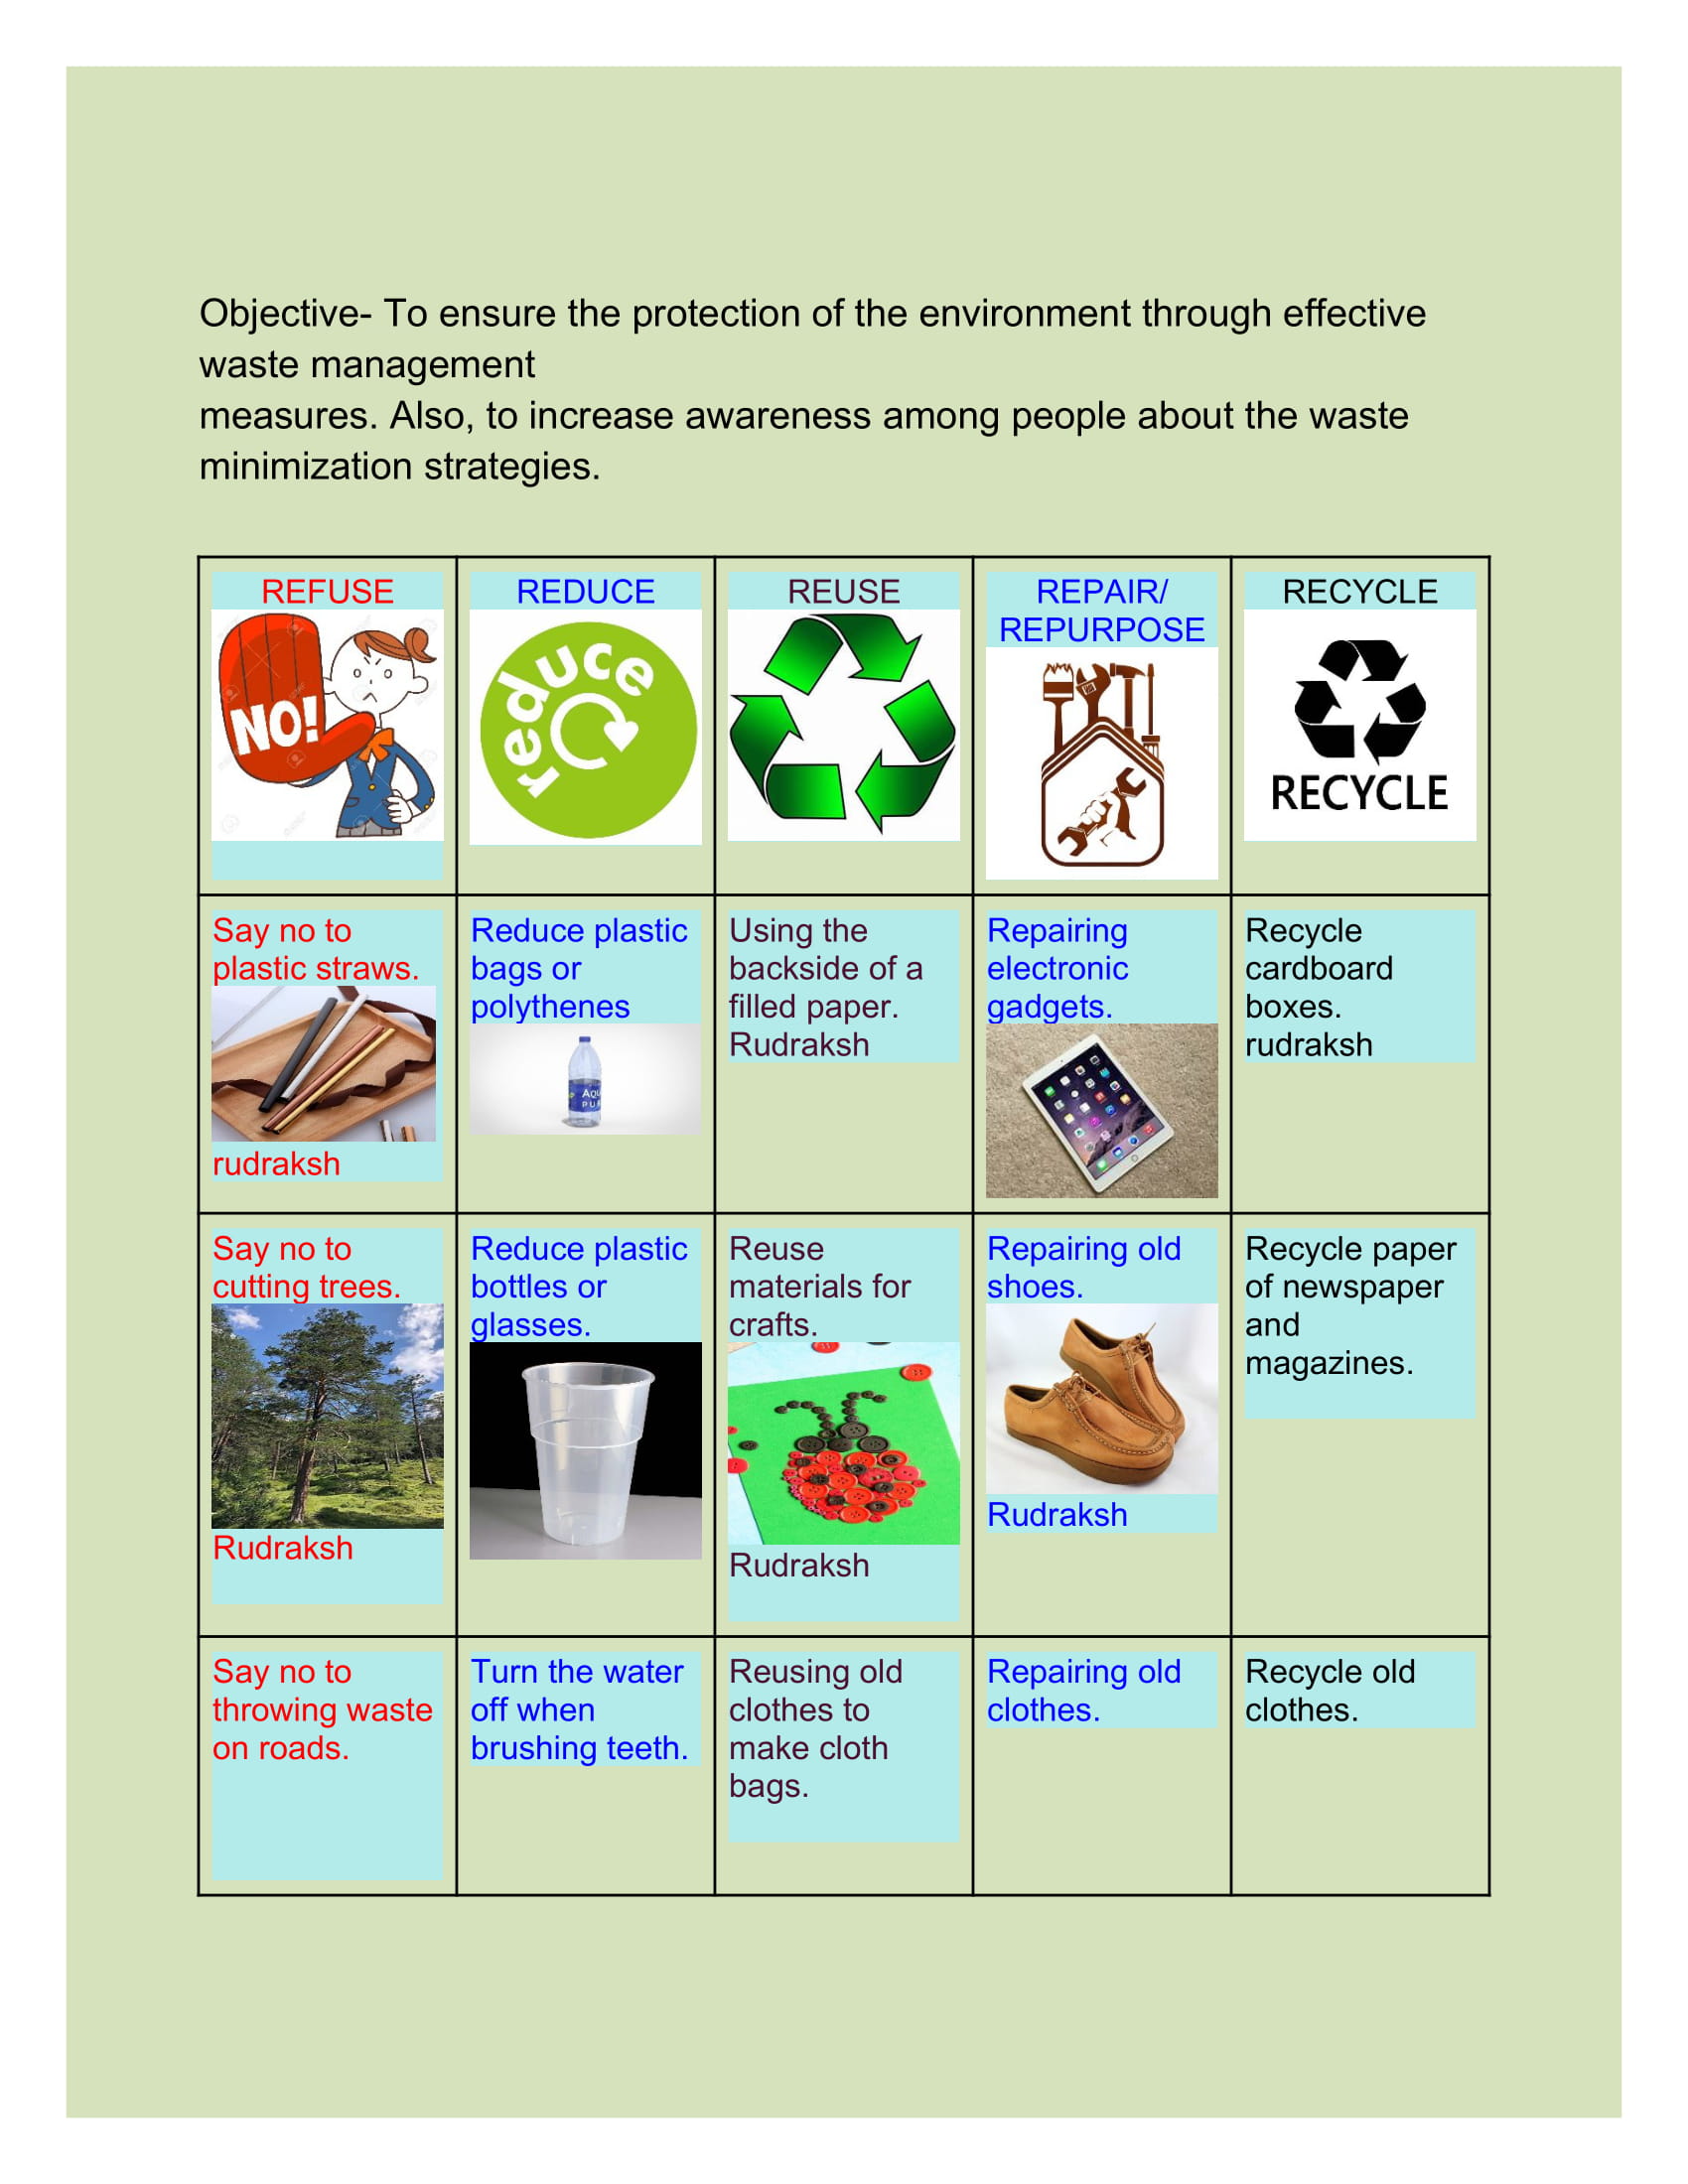 Objective- To ensure the protection of the environment through effective
waste management
measures. Also, to increase awareness among people about the waste
minimization strategies.
REFUSE
NO!
REDUCE
reduce
REUSE
REPAIR/
REPURPOSE
RECYCLE
RECYCLE
Say no to
plastic straws.
rudraksh
Reduce plastic
bags or
polythenes
AQU
PUR
Using the
backside of a
filled paper.
Rudraksh
Repairing
electronic
gadgets.
Recycle
cardboard
boxes.
rudraksh
Say no to
cutting trees.
Rudraksh
Reduce plastic
bottles or
glasses.
Reuse
materials for
crafts.
Rudraksh
Repairing old
shoes.
Rudraksh
Recycle paper
of newspaper
and
magazines.
Say no to
throwing waste
on roads.
Turn the water
off when
brushing teeth.
Reusing old
clothes to
make cloth
bags.
Repairing old
clothes.
Recycle old
clothes.